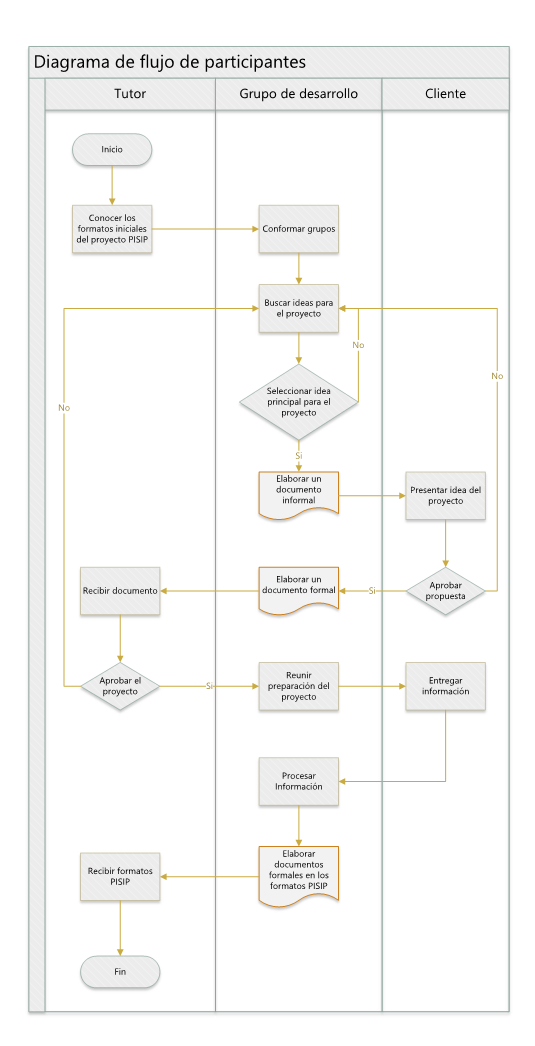 Diagrama de flujo de participantes
Tutor
Grupo de desarrollo
Cliente
Inicio
Conocer los
formatos iniciales
del proyecto PISIP
Conformar grupos
Buscar ideas para
el proyecto
No
No
Seleccionar idea
principal para el
proyecto
No
Si
Elaborar un
documento
informal
Presentar idea del
proyecto
Recibir documento
Elaborar un
documento formal
Si
Aprobar
propuesta
Aprobar el
proyecto
Si
Reunir
preparación del
proyecto
Entregar
información
Procesar
Información
Recibir formatos
PISIP
Elaborar
documentos
formales en los
formatos PISIP
Fin